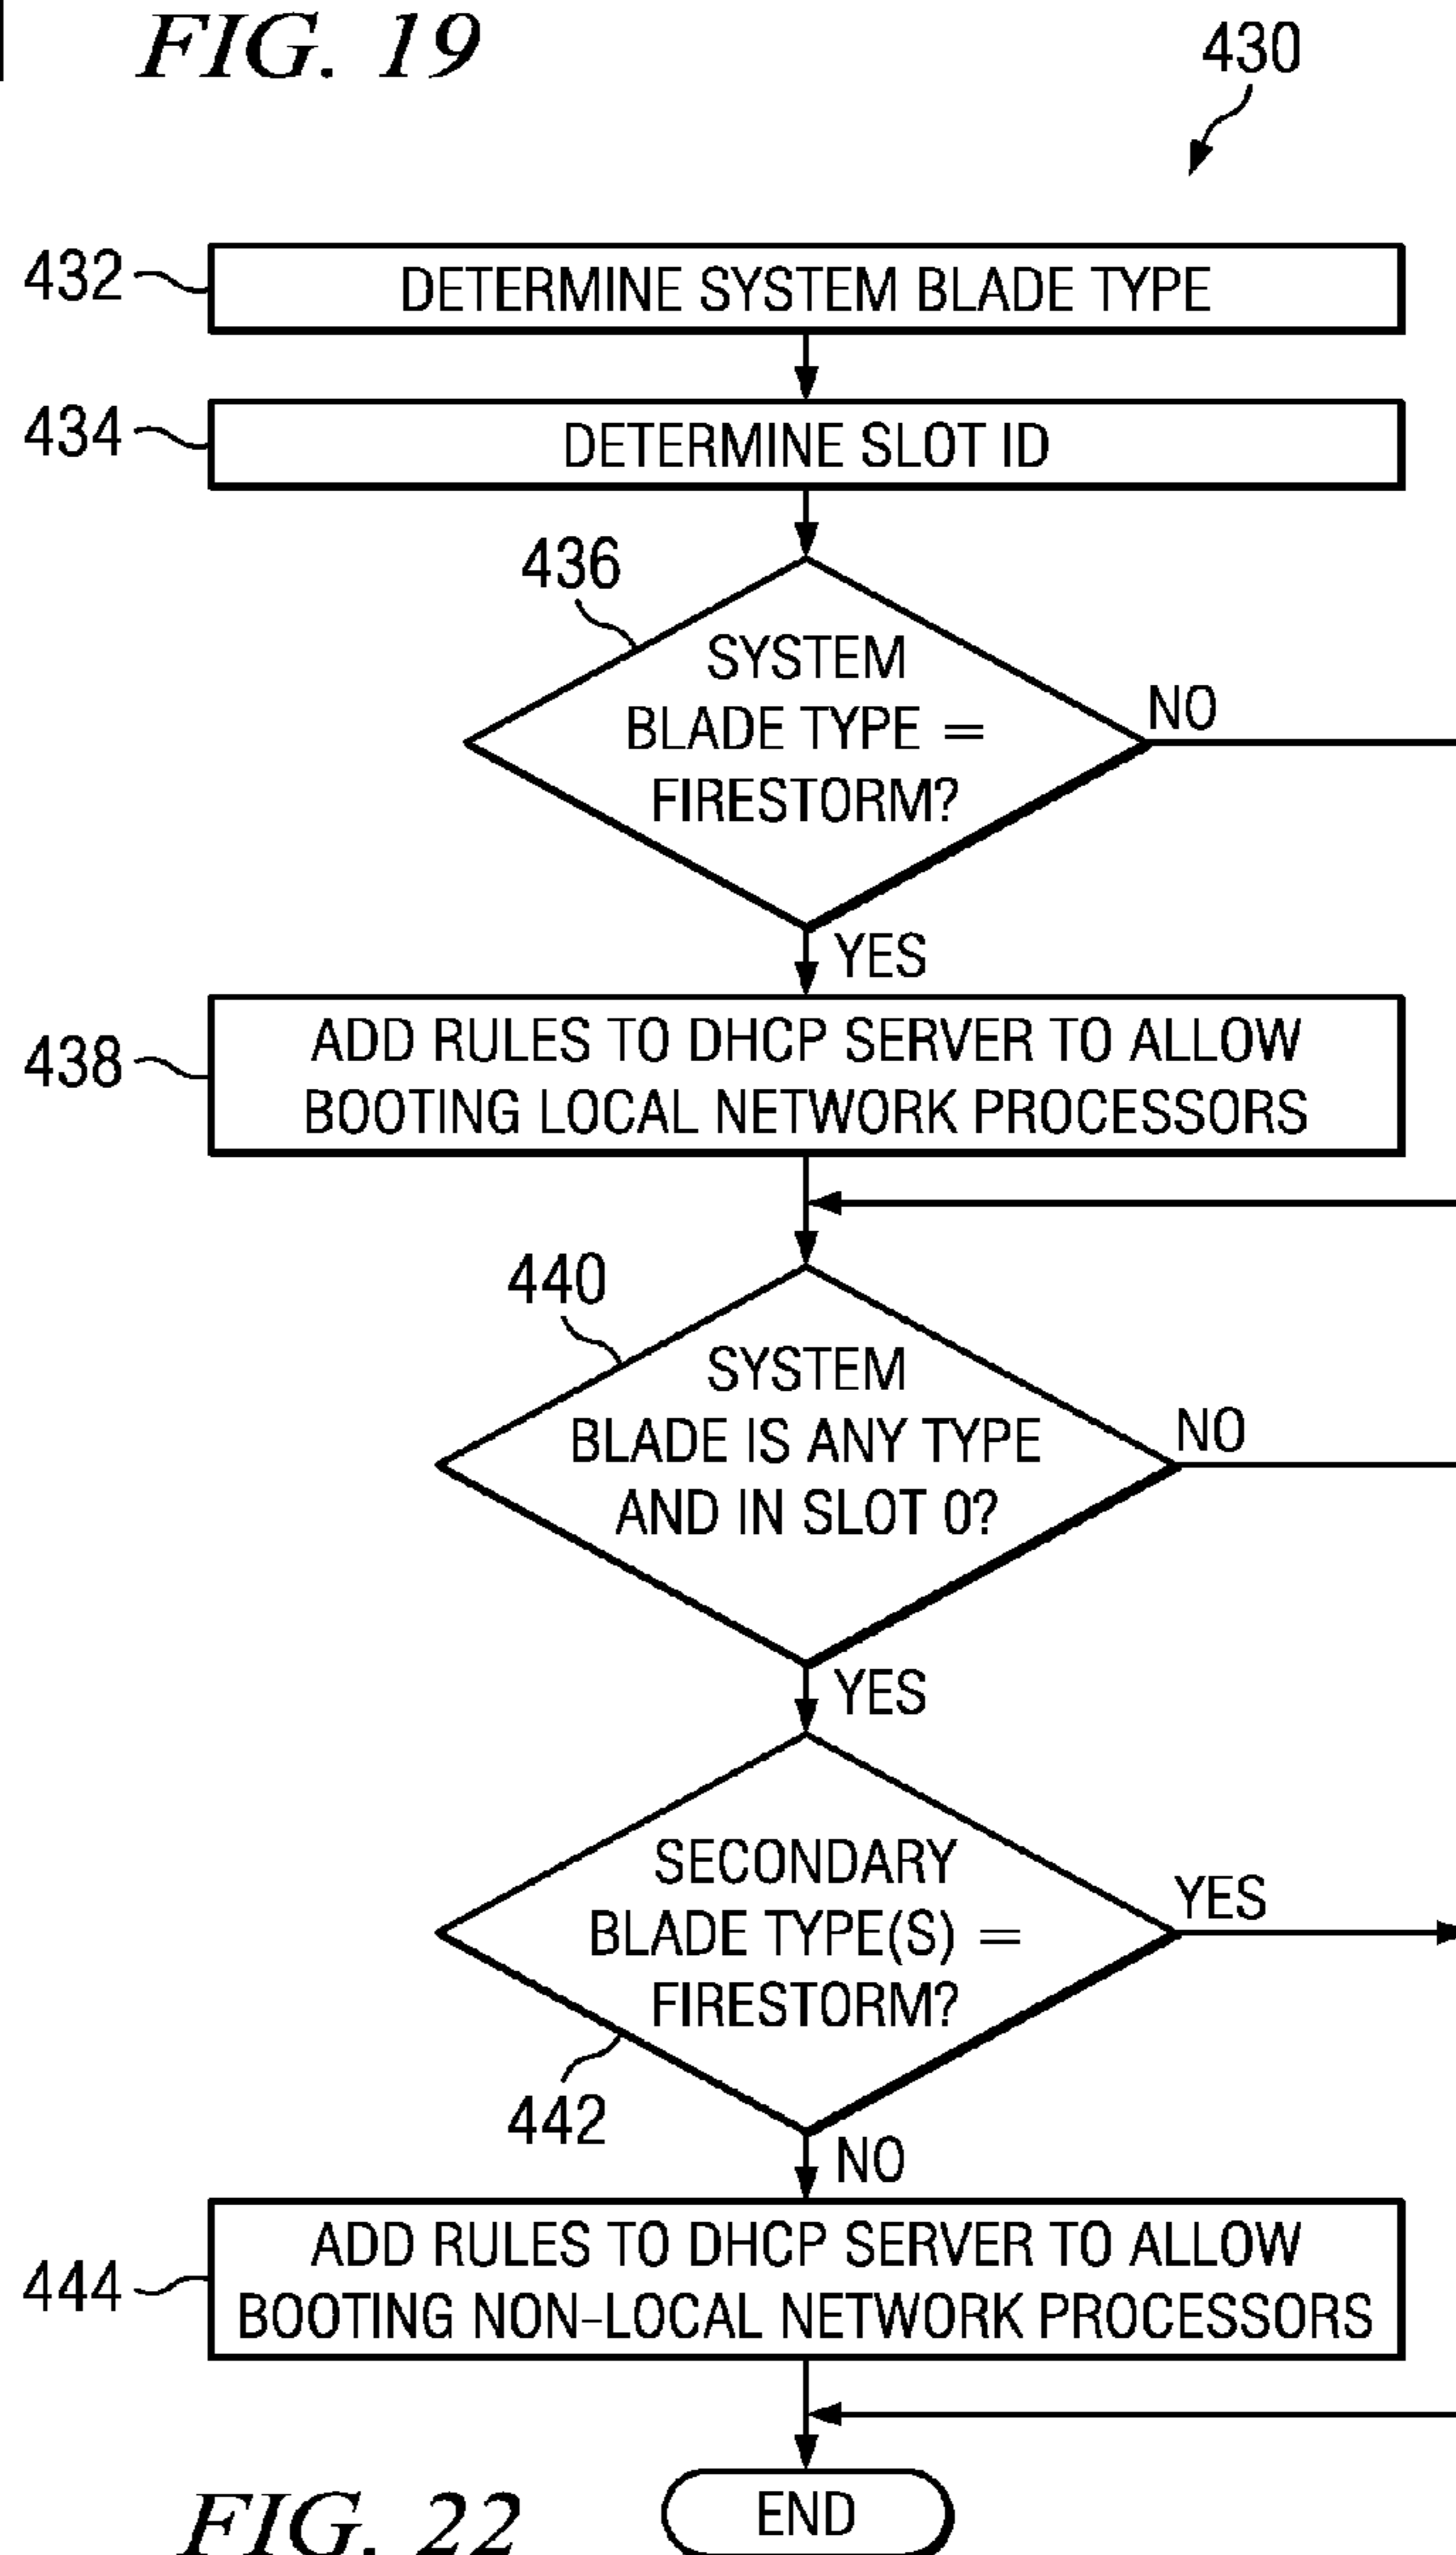 FIG. 19
430
432
DETERMINE SYSTEM BLADE TYPE
434
DETERMINE SLOT ID
436
SYSTEM
BLADE TYPE =
FIRESTORM?
NO
YES
438
ADD RULES TO DHCP SERVER TO ALLOW
BOOTING LOCAL NETWORK PROCESSORS
440
SYSTEM
BLADE IS ANY TYPE
AND IN SLOT 0?
NO
YES
SECONDARY
BLADE TYPE(S) =
FIRESTORM?
YES
442
NO
444
ADD RULES TO DHCP SERVER TO ALLOW
BOOTING NON-LOCAL NETWORK PROCESSORS
END
FIG. 22